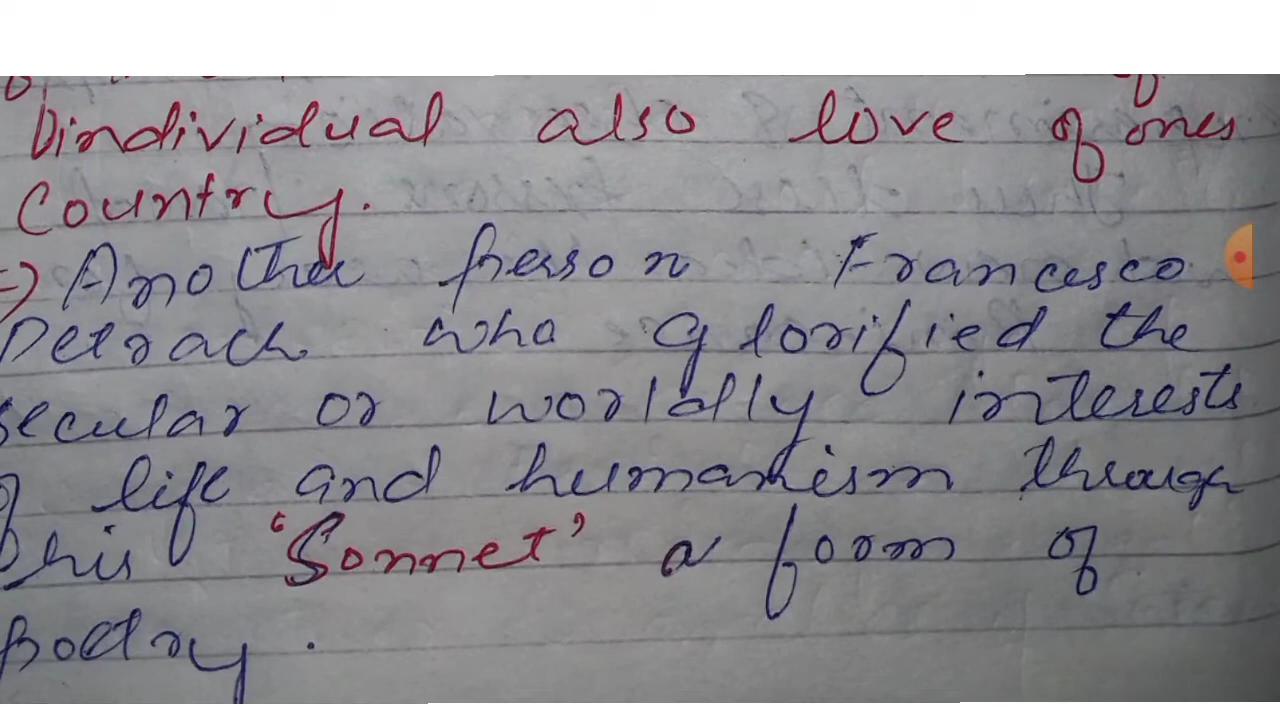 individual also love of ones
Country.
=> Another person Francesco
Petrach who glorified the
secular or worldly interests
of life and humanism through
his 'Sonnet' a form of
Poetry.